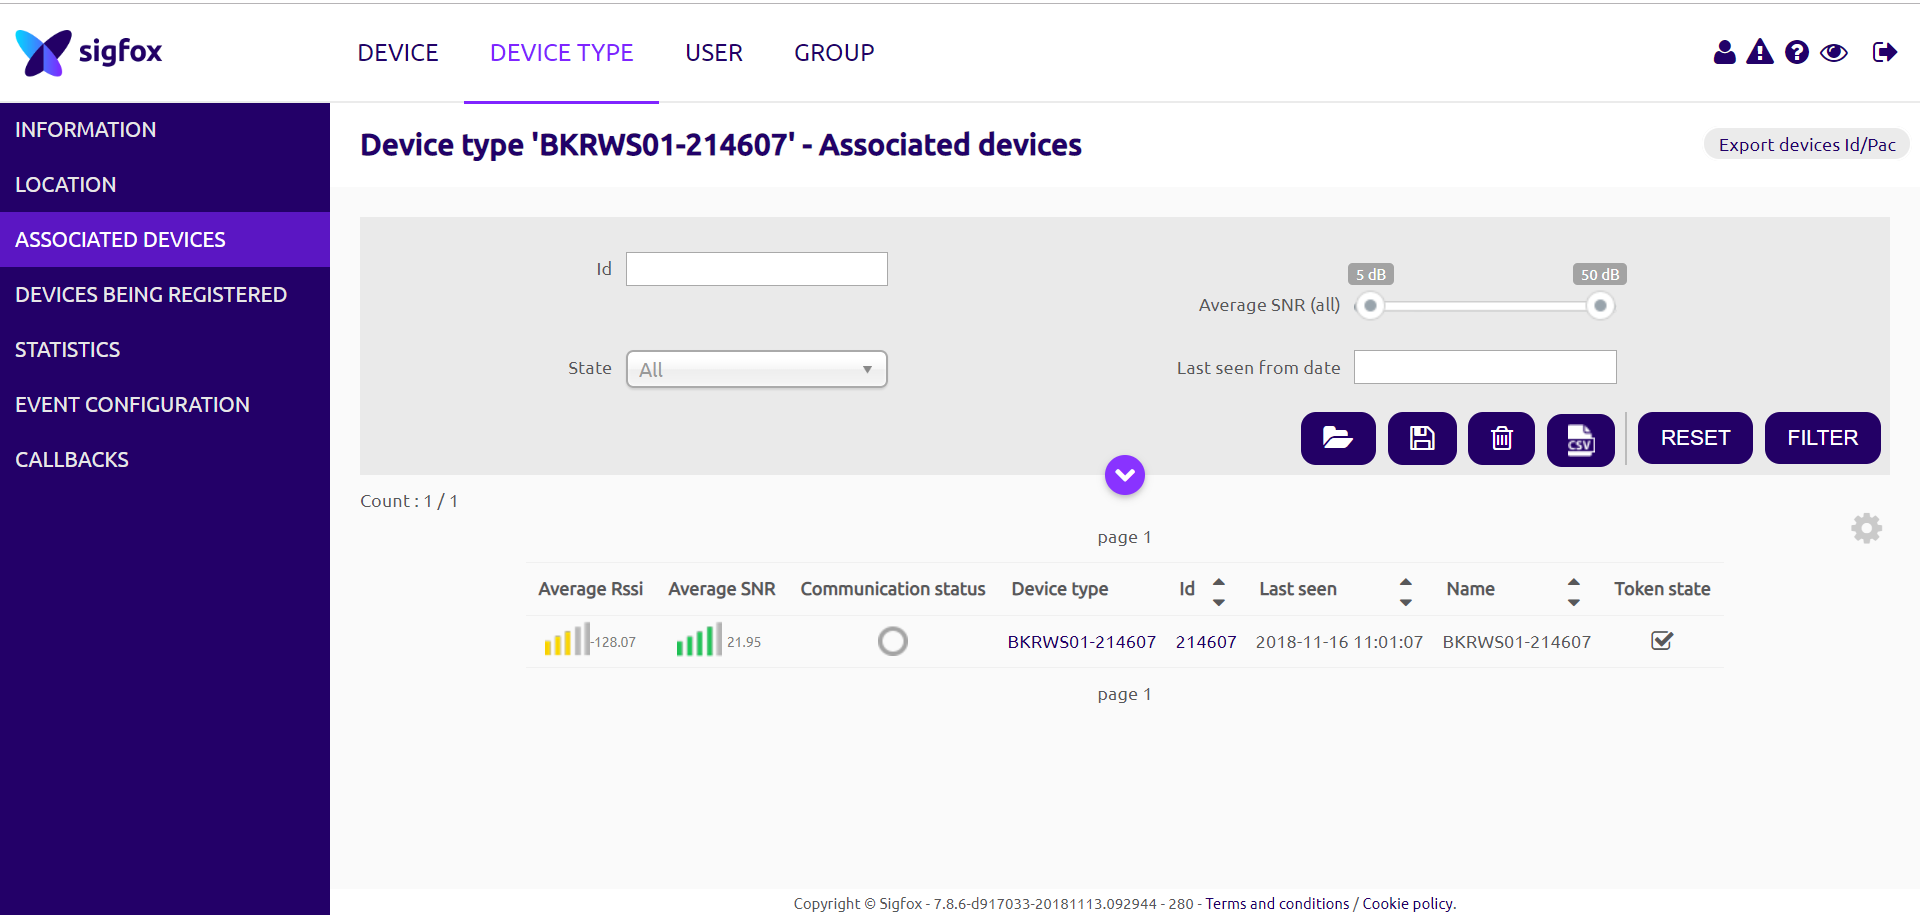 sigfox
DEVICE DEVICE TYPE USER GROUP
INFORMATION
LOCATION
ASSOCIATED DEVICES
DEVICES BEING REGISTERED
STATISTICS
EVENT CONFIGURATION
CALLBACKS
Device type 'BKRWS01-214607' - Associated devices
Export devices Id/Pac
Id
5 dB 50 dB
Average SNR (all)
State All
Last seen from date
CSV RESET FILTER
Count : 1 / 1
page 1
Average Rssi Average SNR Communication status Device type Id Last seen Name Token state
-128.07 21.95 BKRWS01-214607 214607 2018-11-16 11:01:07 BKRWS01-214607
page 1
Copyright © Sigfox - 7.8.6-d917033-20181113.092944 - 280 - Terms and conditions / Cookie policy.